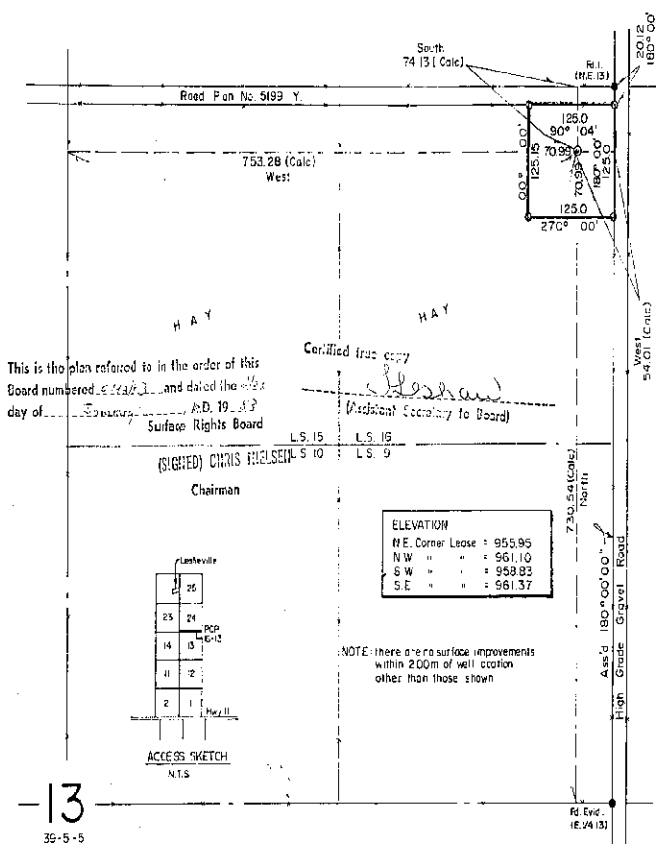 South
74.13 (Calc)
20.12
180° 00'
Fd. I.
(N.E. 13)
Road Plan No. 5199 Y.
125.0
90° 04'
00° 00'
125.15
70.99
70.99
180° 00'
125.0
125.0
270° 00'
753.28 (Calc)
West
West
54.01 (Calc)
HAY
HAY
This is the plan referred to in the order of this
Board numbered and dated the
day of A.D. 19
Surface Rights Board
(SIGNED) CHRIS NIELSEN
Chairman
Certified true copy
(Assistant Secretary to Board)
L.S. 15 L.S. 16
L.S. 10 L.S. 9
730.54 (Calc)
North
Ass'd 180° 00' 00"
High Grade Gravel Road
ELEVATION
N.E. Corner Lease = 955.95
N W " " = 961.10
S W " " = 958.83
S.E " " = 961.37
NOTE: there are no surface improvements
within 200m of well location
other than those shown
Leslieville
25
23 24
PCP
16-13
14 13
11 12
2 1
Hwy 11
ACCESS SKETCH
N.T.S.
13
39-5-5
Fd. Evid.
(E.1/4 13)